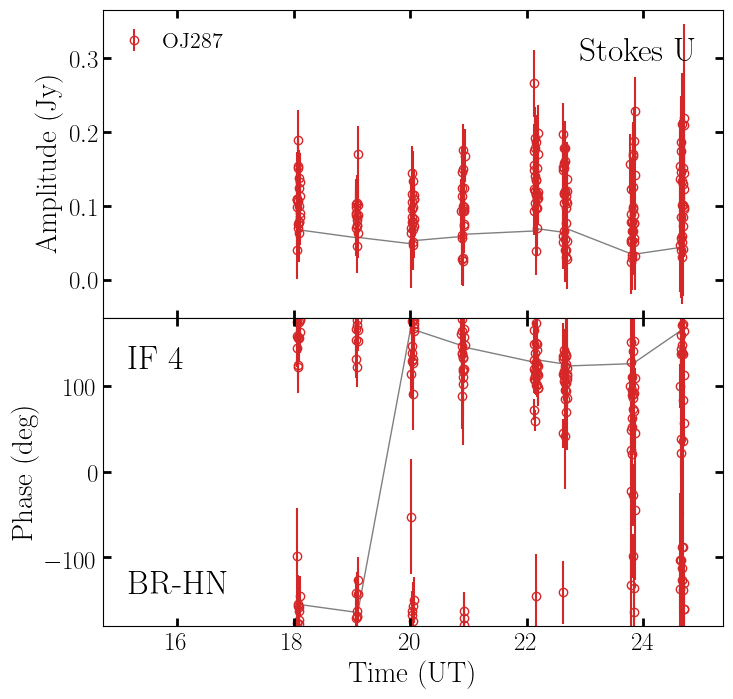 OJ287
Stokes U
0.3
0.2
0.1
0.0
Amplitude (Jy)
IF 4
100
0
−100
Phase (deg)
BR-HN
16 18 20 22 24
Time (UT)